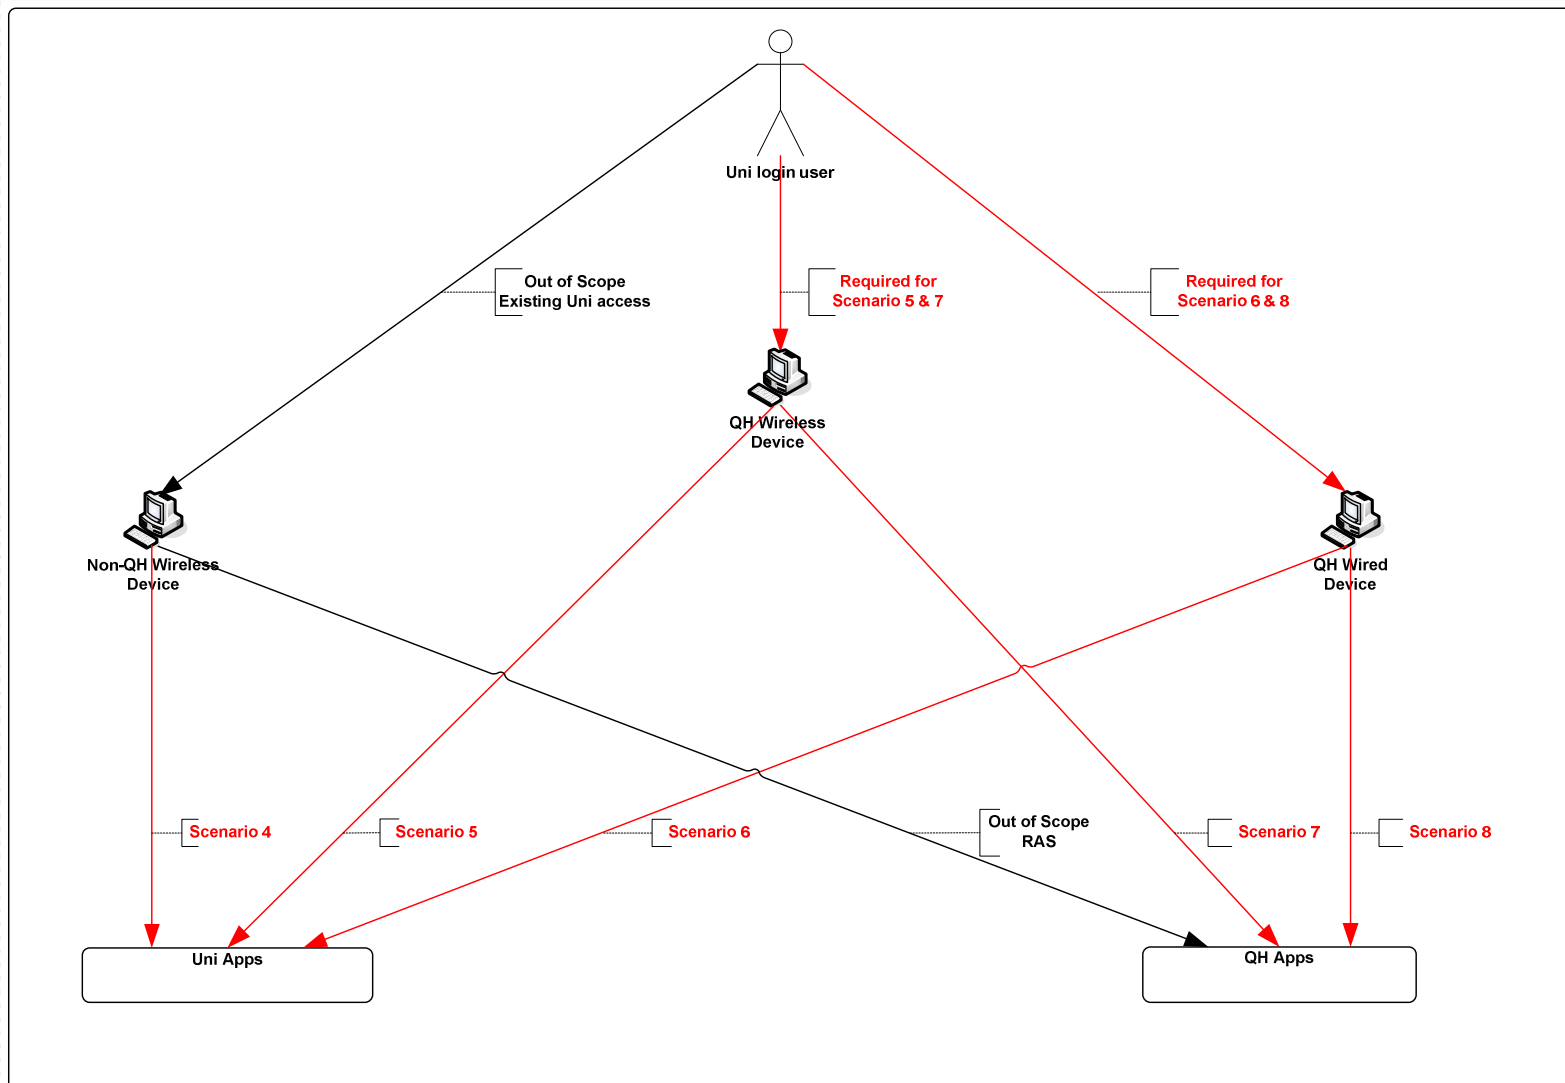 Uni login user
Out of Scope
Existing Uni access
Required for
Scenario 5 & 7
Required for
Scenario 6 & 8
QH Wireless
Device
Non-QH Wireless
Device
QH Wired
Device
Scenario 4
Scenario 5
Scenario 6
Out of Scope
RAS
Scenario 7
Scenario 8
Uni Apps
QH Apps